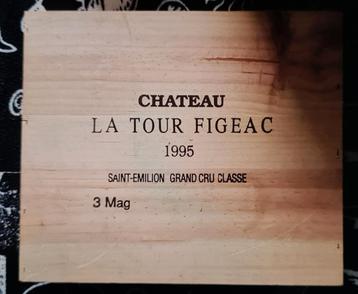 CHATEAU
LA TOUR FIGEAC
1995
SAINT-EMILION GRAND CRU CLASSE
3 Mag